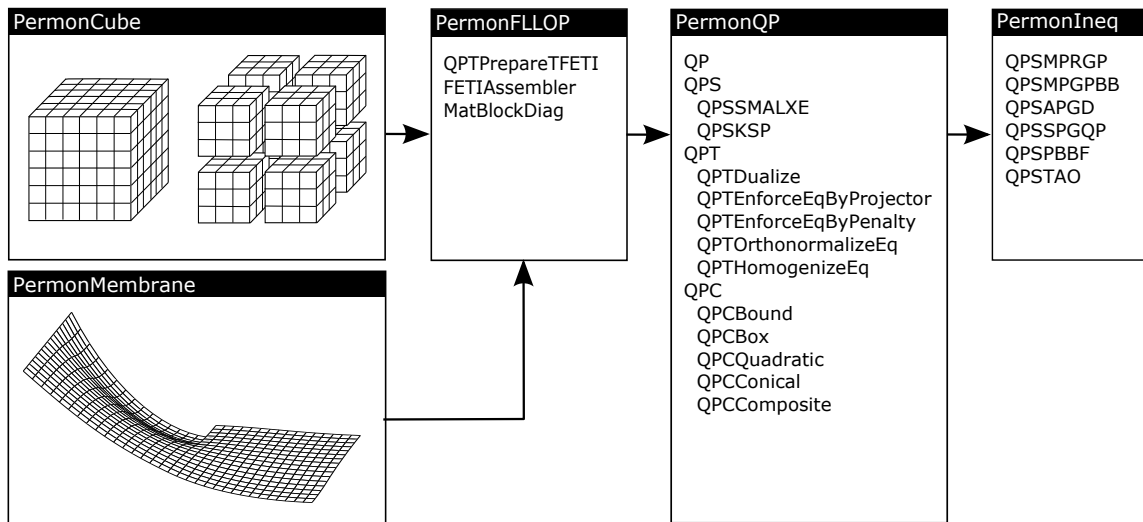 PermonCube
PermonMembrane
PermonFLLOP
QPTPrepareTFETI
FETIAssembler
MatBlockDiag
PermonQP
QP
QPS
QPSSMALXE
QPSKSP
QPT
QPTDualize
QPTEnforceEqByProjector
QPTEnforceEqByPenalty
QPTOrthonormalizeEq
QPTHomogenizeEq
QPC
QPCBound
QPCBox
QPCQuadratic
QPCConical
QPCComposite
PermonIneq
QPSMPRGP
QPSMPGPBB
QPSAPGD
QPSSPGQP
QPSPBBF
QPSTAO